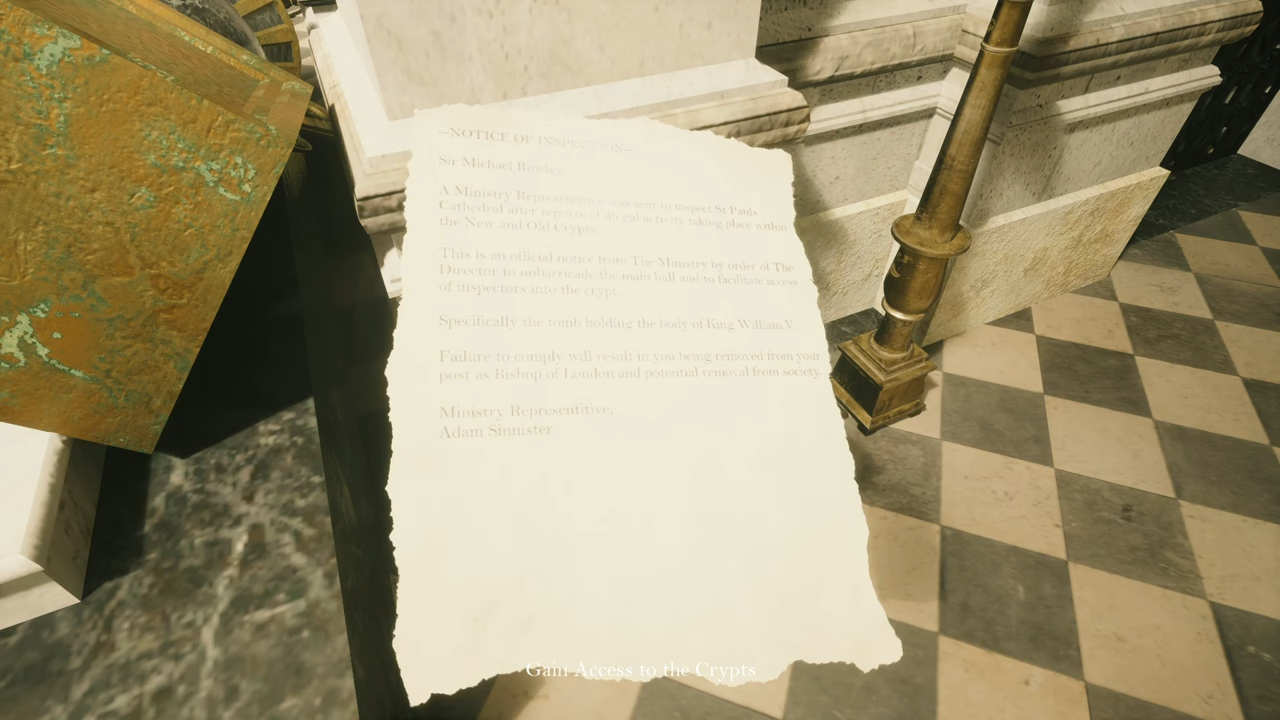 —NOTICE OF INSPECTION—
Sir Michael Rowley,
A Ministry Representitive was sent to inspect St Pauls
Cathedral after reports of illegal activity taking place within
the New and Old Crypts.
This is an official notice from The Ministry by order of The
Director to unbarricade the main hall and to facilitate access
of inspectors into the crypt.
Specifically the tomb holding the body of King William V.
Failure to comply will result in you being removed from your
post as Bishop of London and potential removal from society.
Ministry Representitive,
Adam Sinnister
Gain Access to the Crypts